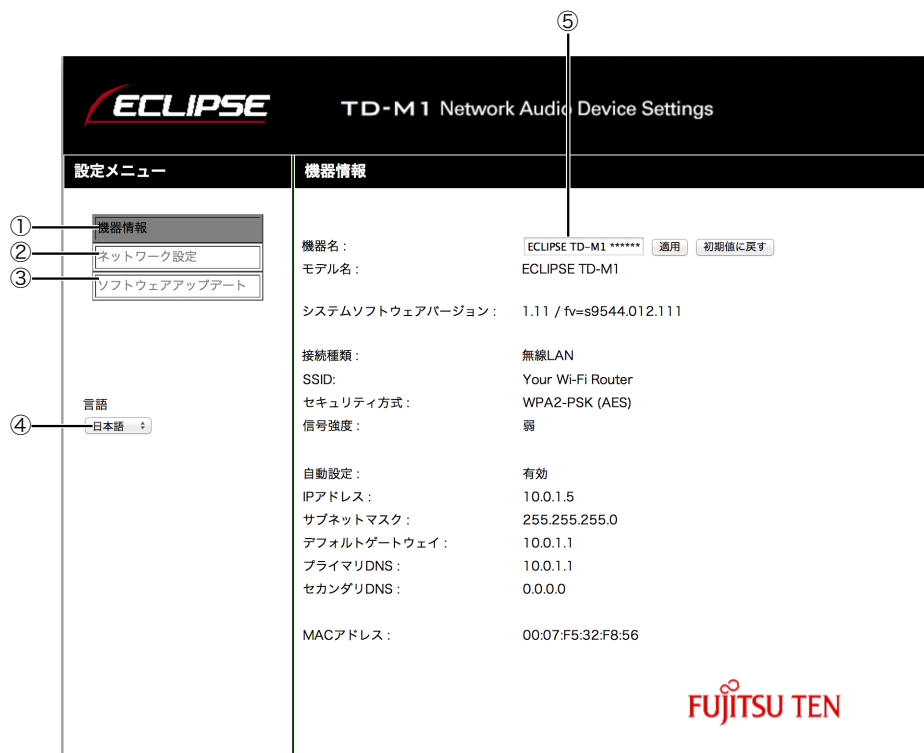 ⑤
ECLIPSE TD-M1 Network Audio Device Settings
設定メニュー 機器情報
① 機器情報
② ネットワーク設定
③ ソフトウェアアップデート
言語
④ 日本語
機器名 : ECLIPSE TD-M1 ****** 適用 初期値に戻す
モデル名 : ECLIPSE TD-M1
システムソフトウェアバージョン : 1.11 / fv=s9544.012.111
接続種類 : 無線LAN
SSID: Your Wi-Fi Router
セキュリティ方式 : WPA2-PSK (AES)
信号強度 : 弱
自動設定 : 有効
IPアドレス : 10.0.1.5
サブネットマスク : 255.255.255.0
デフォルトゲートウェイ : 10.0.1.1
プライマリDNS : 10.0.1.1
セカンダリDNS : 0.0.0.0
MACアドレス : 00:07:F5:32:F8:56
FUJITSU TEN